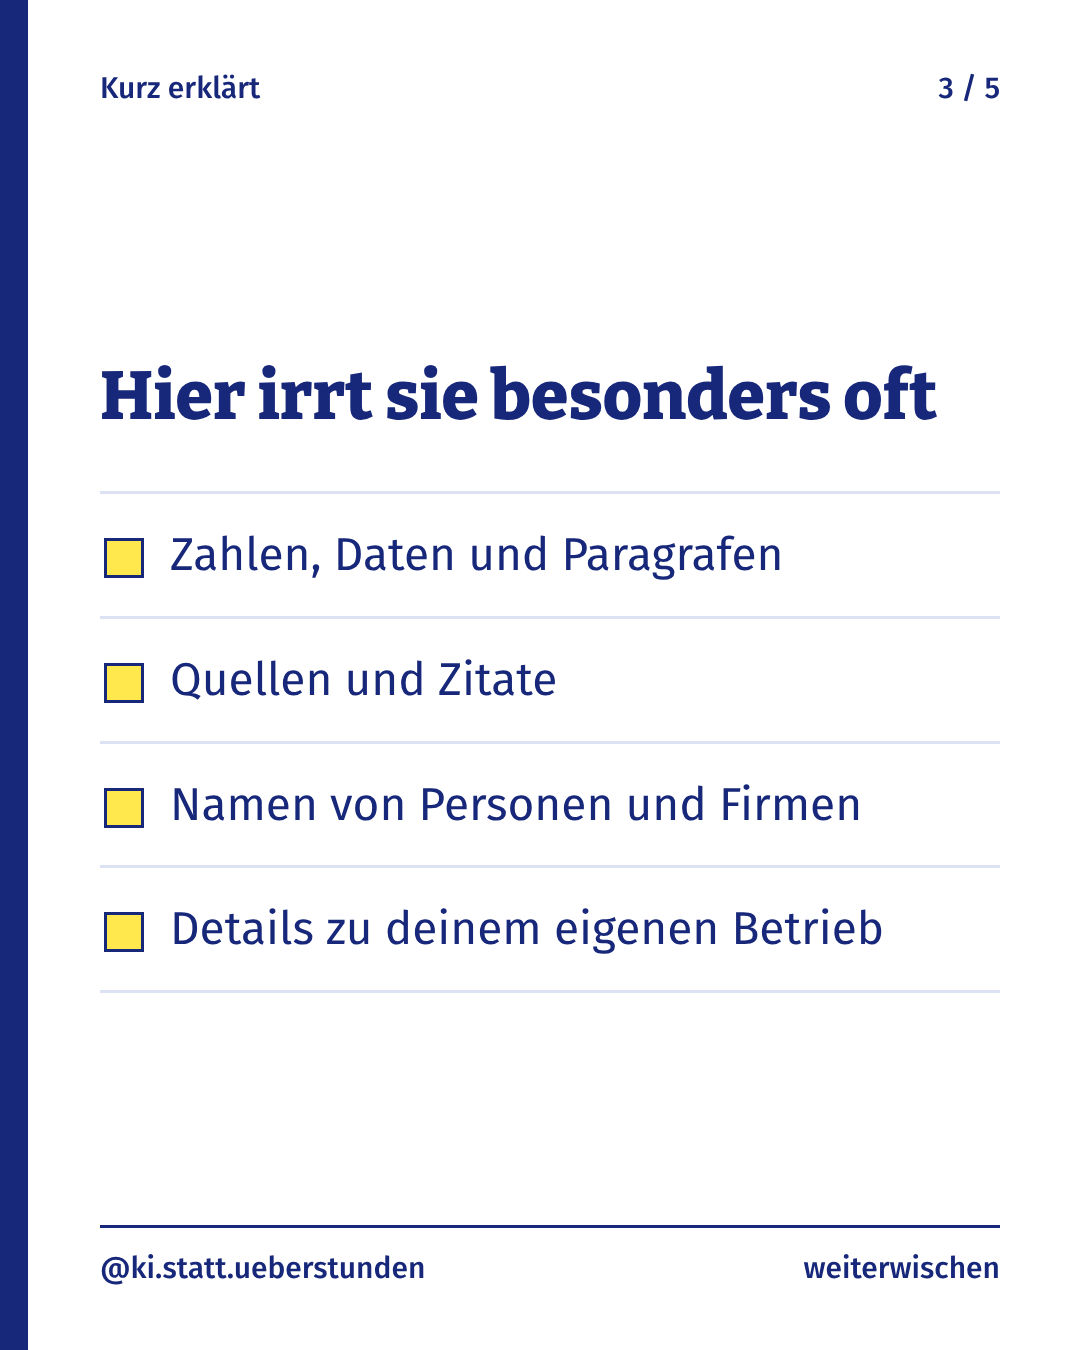 Kurz erklärt
3 / 5
Hier irrt sie besonders oft
Zahlen, Daten und Paragrafen
Quellen und Zitate
Namen von Personen und Firmen
Details zu deinem eigenen Betrieb
@ki.statt.ueberstunden
weiterwischen